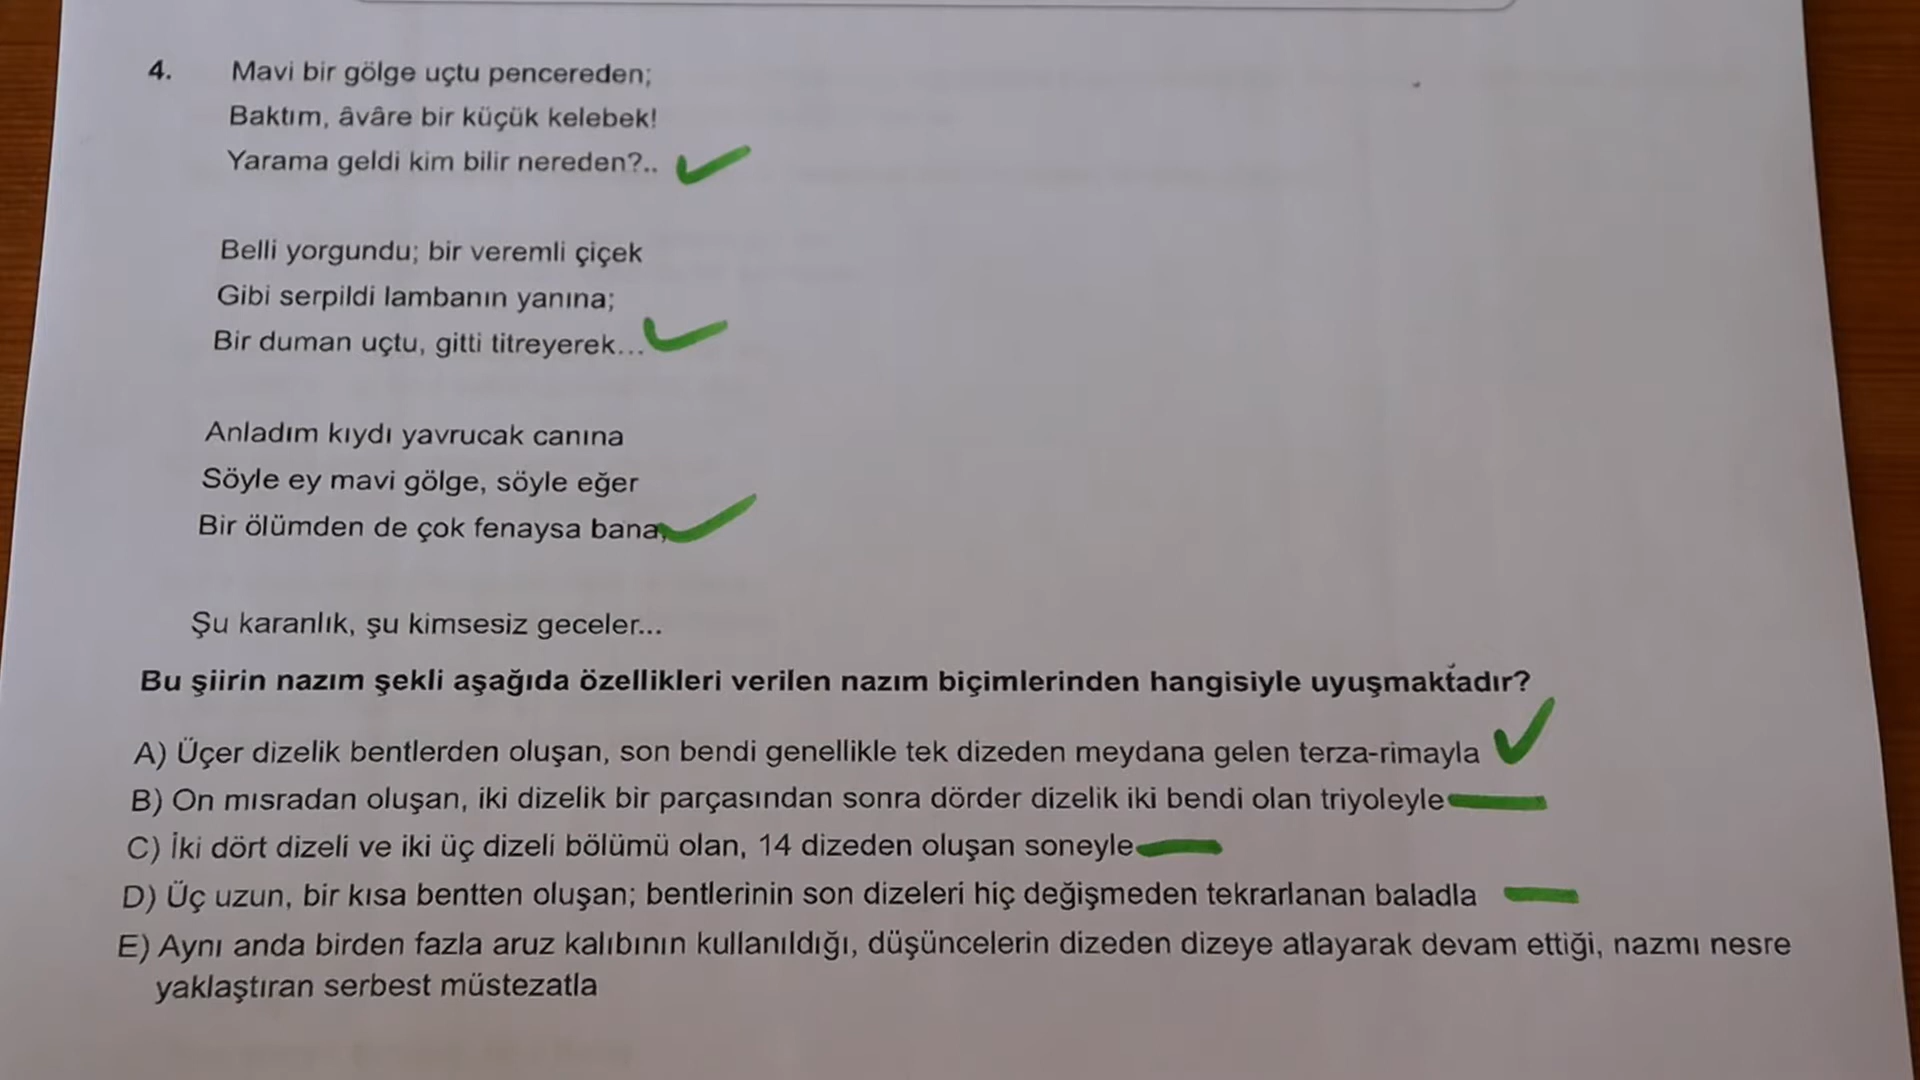 4. Mavi bir gölge uçtu pencereden;
Baktım, âvâre bir küçük kelebek!
Yarama geldi kim bilir nereden?..
Belli yorgundu; bir veremli çiçek
Gibi serpildi lambanın yanına;
Bir duman uçtu, gitti titreyerek...
Anladım kıydı yavrucak canına
Söyle ey mavi gölge, söyle eğer
Bir ölümden de çok fenaysa bana,
Şu karanlık, şu kimsesiz geceler...
Bu şiirin nazım şekli aşağıda özellikleri verilen nazım biçimlerinden hangisiyle uyuşmaktadır?
A) Üçer dizelik bentlerden oluşan, son bendi genellikle tek dizeden meydana gelen terza-rimayla
B) On mısradan oluşan, iki dizelik bir parçasından sonra dörder dizelik iki bendi olan triyoleyle
C) İki dört dizeli ve iki üç dizeli bölümü olan, 14 dizeden oluşan soneyle
D) Üç uzun, bir kısa bentten oluşan; bentlerinin son dizeleri hiç değişmeden tekrarlanan baladla
E) Aynı anda birden fazla aruz kalıbının kullanıldığı, düşüncelerin dizeden dizeye atlayarak devam ettiği, nazmı nesre
yaklaştıran serbest müstezatla